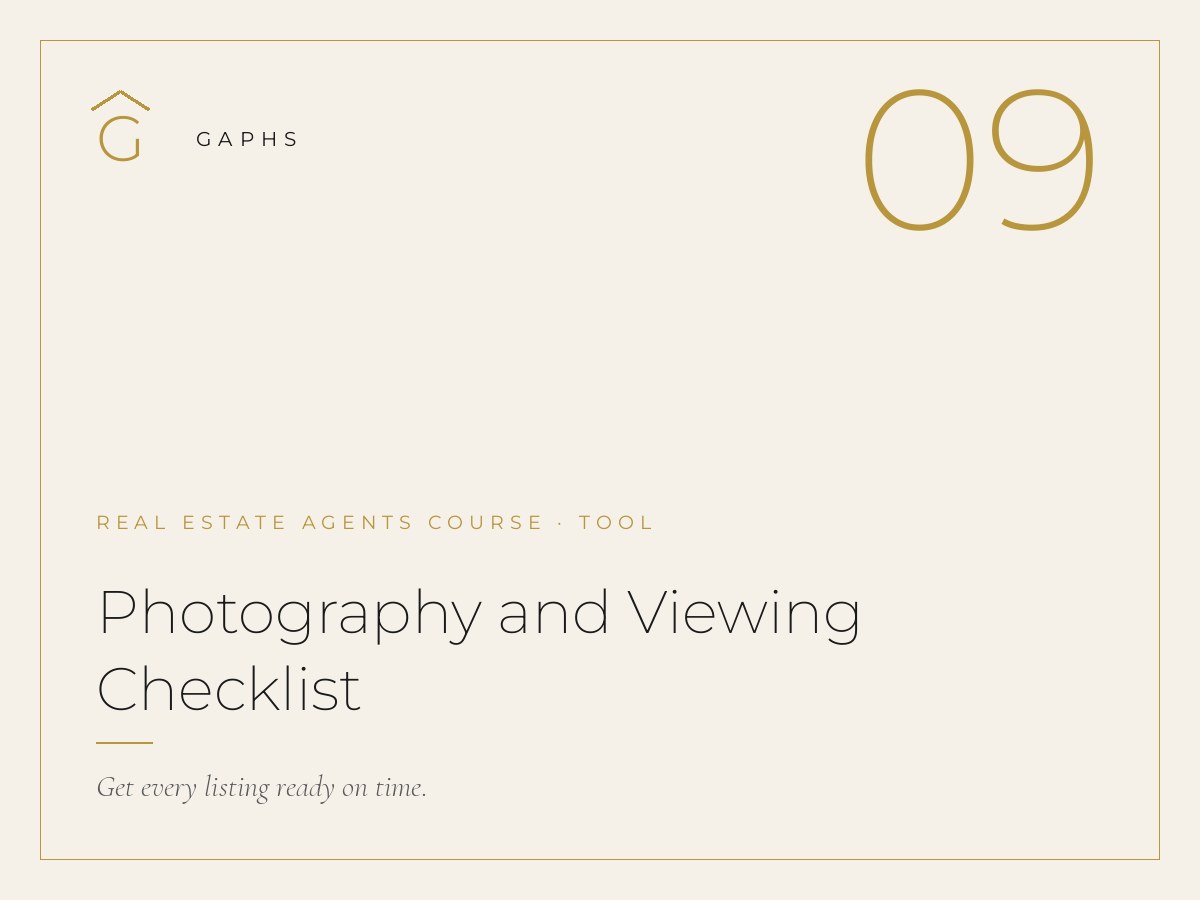 G
GAPHS
09
REAL ESTATE AGENTS COURSE · TOOL
Photography and Viewing
Checklist
Get every listing ready on time.